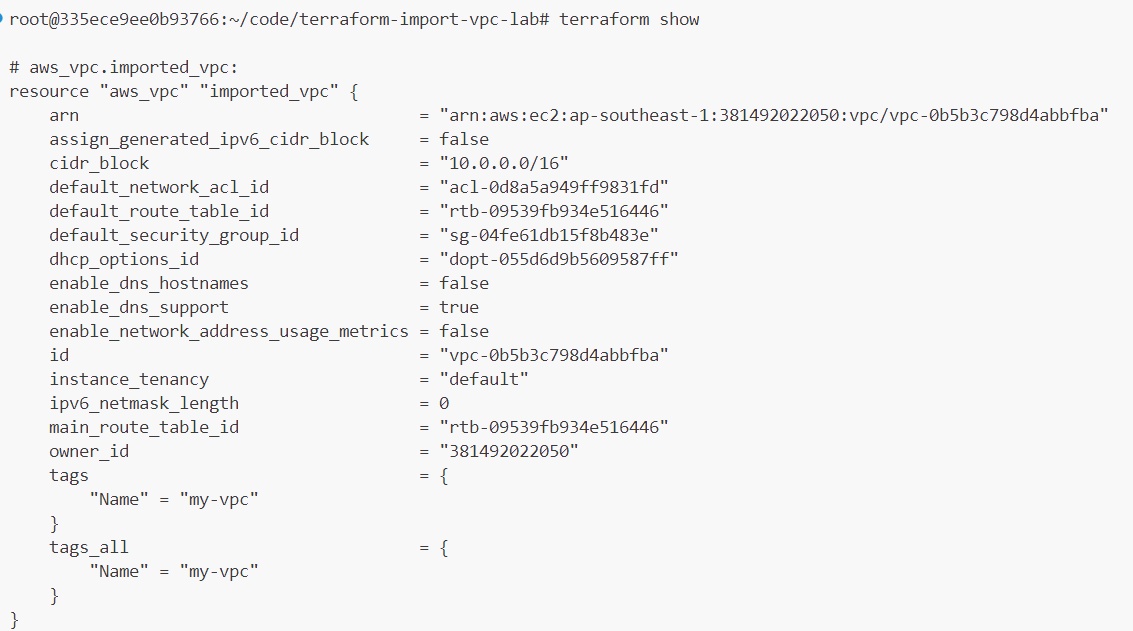 root@335ece9ee0b93766:~/code/terraform-import-vpc-lab# terraform show
# aws_vpc.imported_vpc:
resource "aws_vpc" "imported_vpc" {
    arn                                  = "arn:aws:ec2:ap-southeast-1:381492022050:vpc/vpc-0b5b3c798d4abbfba"
    assign_generated_ipv6_cidr_block     = false
    cidr_block                           = "10.0.0.0/16"
    default_network_acl_id               = "acl-0d8a5a949ff9831fd"
    default_route_table_id               = "rtb-09539fb934e516446"
    default_security_group_id            = "sg-04fe61db15f8b483e"
    dhcp_options_id                      = "dopt-055d6d9b5609587ff"
    enable_dns_hostnames                 = false
    enable_dns_support                   = true
    enable_network_address_usage_metrics = false
    id                                   = "vpc-0b5b3c798d4abbfba"
    instance_tenancy                     = "default"
    ipv6_netmask_length                  = 0
    main_route_table_id                  = "rtb-09539fb934e516446"
    owner_id                             = "381492022050"
    tags                                 = {
        "Name" = "my-vpc"
    }
    tags_all                             = {
        "Name" = "my-vpc"
    }
}